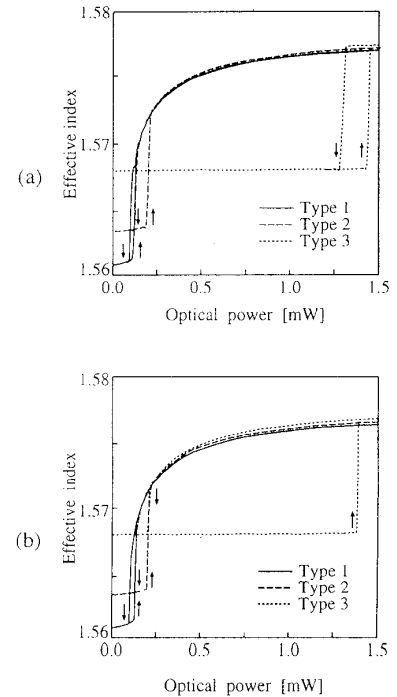 (a)
Effective index
1.58
1.57
1.56
0.0
0.5
1.0
1.5
Type 1
Type 2
Type 3
Optical power [mW]
(b)
Effective index
1.58
1.57
1.56
0.0
0.5
1.0
1.5
Type 1
Type 2
Type 3
Optical power [mW]